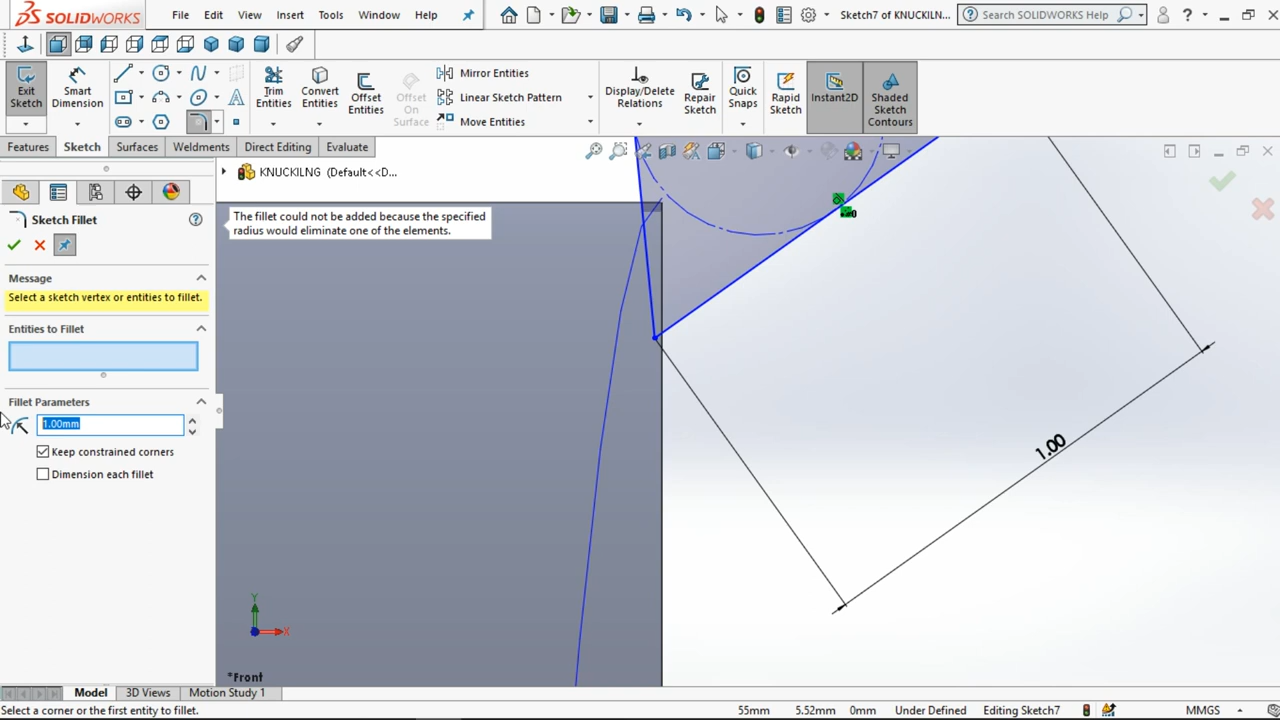 SOLIDWORKS
File Edit View Insert Tools Window Help
Sketch7 of KNUCKILN...
Search SOLIDWORKS Help
?
Exit Sketch
Smart Dimension
Trim Entities
Convert Entities
Offset Entities
Offset On Surface
Mirror Entities
Linear Sketch Pattern
Move Entities
Display/Delete Relations
Repair Sketch
Quick Snaps
Rapid Sketch
Instant2D
Shaded Sketch Contours
Features Sketch Surfaces Weldments Direct Editing Evaluate
KNUCKILNG (Default<<D...
Sketch Fillet
The fillet could not be added because the specified
radius would eliminate one of the elements.
Message
Select a sketch vertex or entities to fillet.
Entities to Fillet
Fillet Parameters
1.00mm
Keep constrained corners
Dimension each fillet
1.00
Y
X
*Front
Model 3D Views Motion Study 1
Select a corner or the first entity to fillet.
55mm 5.52mm 0mm Under Defined Editing Sketch7 MMGS